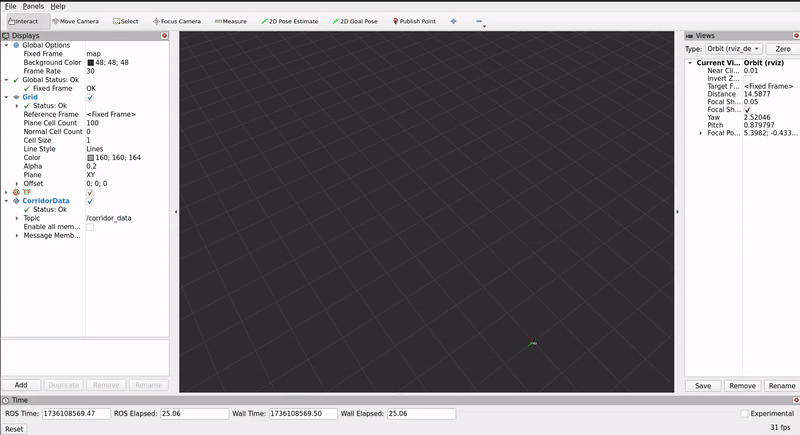 File Panels Help
Interact Move Camera Select Focus Camera Measure 2D Pose Estimate 2D Goal Pose Publish Point
Displays
Global Options
Fixed Frame map
Background Color 48; 48; 48
Frame Rate 30
Global Status: Ok
Fixed Frame OK
Grid
Status: Ok
Reference Frame <Fixed Frame>
Plane Cell Count 100
Normal Cell Count 0
Cell Size 1
Line Style Lines
Color 160; 160; 164
Alpha 0.2
Plane XY
Offset 0; 0; 0
TF
CorridorData
Status: Ok
Topic /corridor_data
Enable all mem...
Message Memb...
Add Duplicate Remove Rename
map
Views
Type: Orbit (rviz_de Zero
Current Vi... Orbit (rviz)
Near Cli... 0.01
Invert Z...
Target F... <Fixed Frame>
Distance 14.5877
Focal Sh... 0.05
Focal Sh...
Yaw 2.52046
Pitch 0.879797
Focal Po... 5.3982; -0.433...
Save Remove Rename
Time
ROS Time: 1736108569.47 ROS Elapsed: 25.06 Wall Time: 1736108569.50 Wall Elapsed: 25.06 Experimental
Reset 31 fps